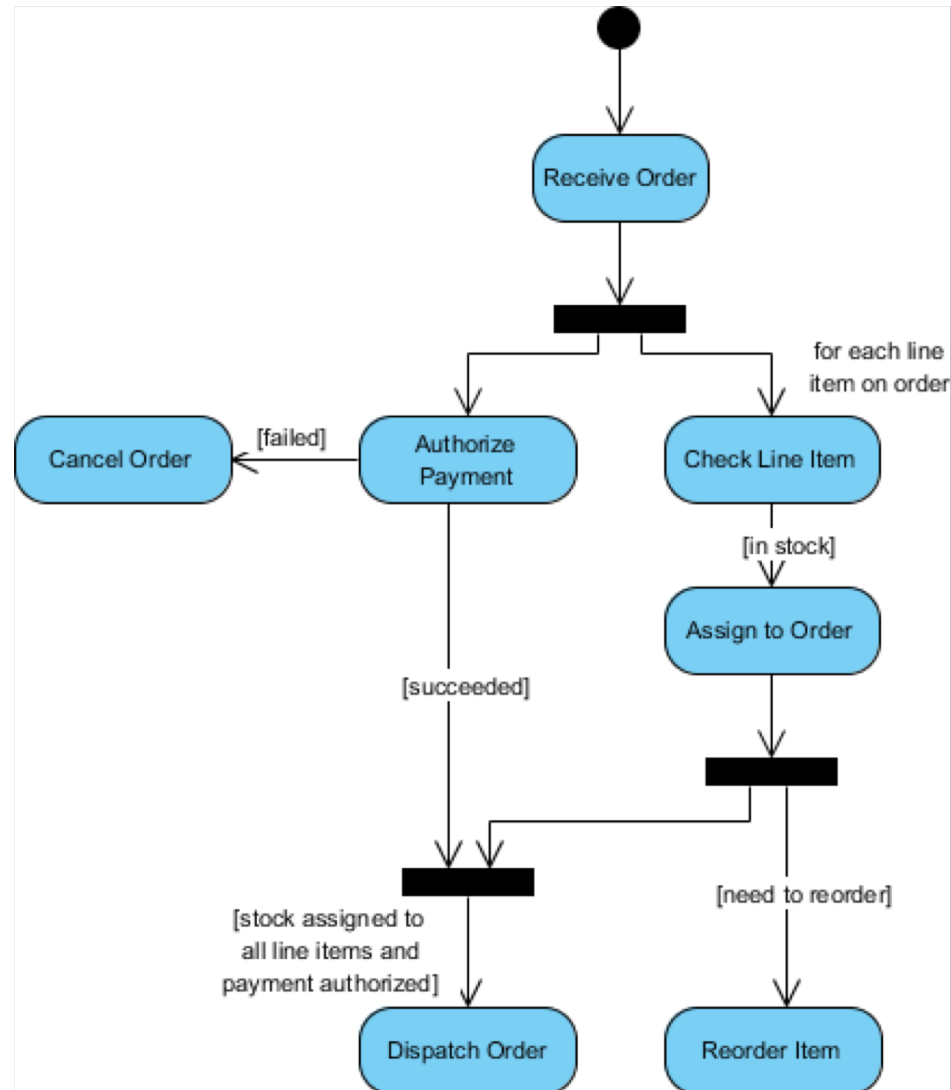 Receive Order
for each line
item on order
[failed]
Cancel Order
Authorize
Payment
Check Line Item
[in stock]
Assign to Order
[succeeded]
[need to reorder]
[stock assigned to
all line items and
payment authorized]
Dispatch Order
Reorder Item